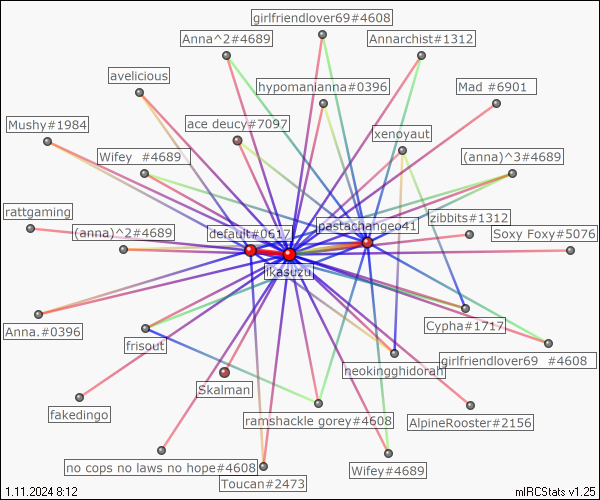 girlfriendlover69#4608
Anna^2#4689
Annarchist#1312
avelicious
hypomanianna#0396
Mad #6901
Mushy#1984
ace deucy#7097
xenoyaut
Wifey #4689
(anna)^3#4689
rattgaming
(anna)^2#4689
default#0617
pastachangeo41
zibbits#1312
Soxy Foxy#5076
ikasuzu
Anna.#0396
Cypha#1717
frisout
girlfriendlover69 #4608
neokingghidorah
Skalman
fakedingo
ramshackle gorey#4608
AlpineRooster#2156
no cops no laws no hope#4608
Wifey#4689
Toucan#2473
1.11.2024 8:12
mIRCStats v1.25